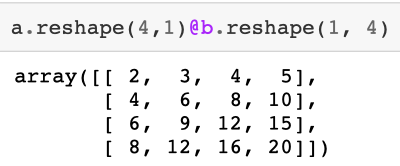 a.reshape(4,1)@b.reshape(1, 4)
array([[ 2,  3,  4,  5],
       [ 4,  6,  8, 10],
       [ 6,  9, 12, 15],
       [ 8, 12, 16, 20]])